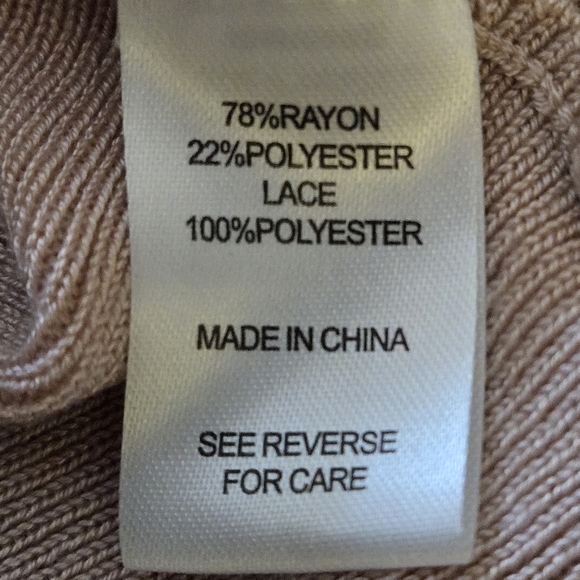 78%RAYON
22%POLYESTER
LACE
100%POLYESTER
MADE IN CHINA
SEE REVERSE
FOR CARE